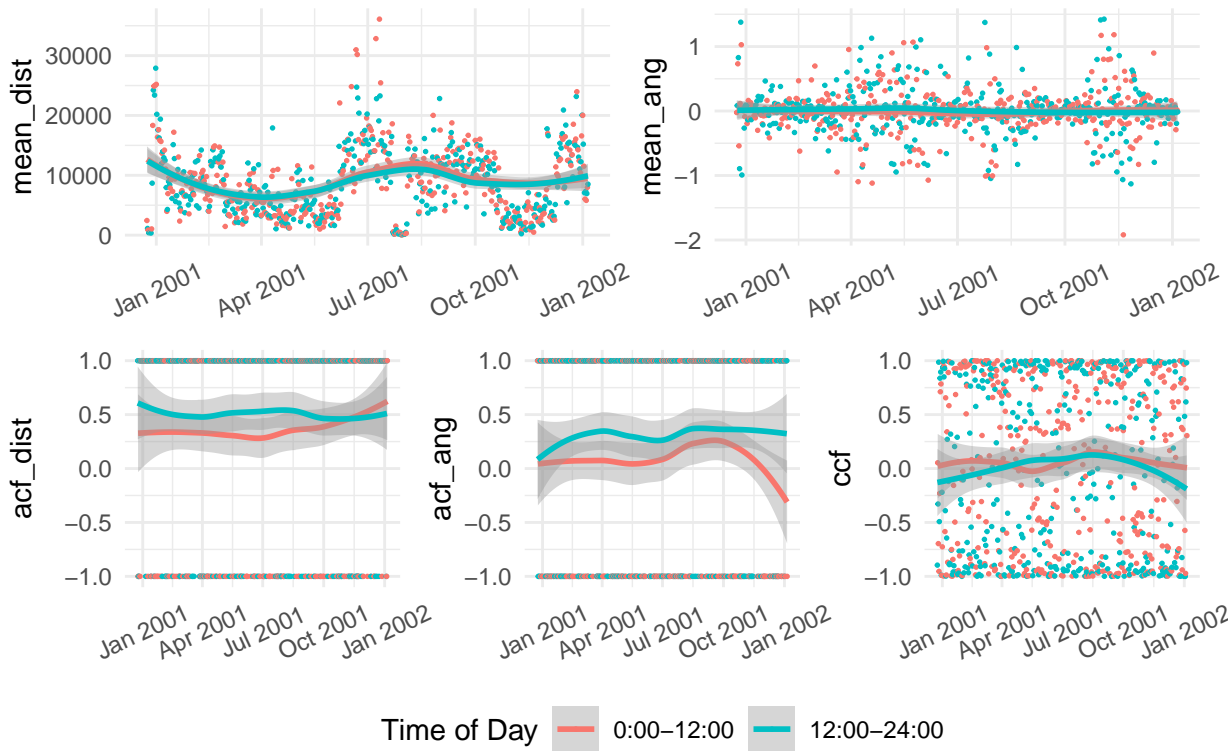 mean_dist
30000
20000
10000
0
Jan 2001
Apr 2001
Jul 2001
Oct 2001
Jan 2002
mean_ang
1
0
−1
−2
Jan 2001
Apr 2001
Jul 2001
Oct 2001
Jan 2002
acf_dist
1.0
0.5
0.0
−0.5
−1.0
Jan 2001
Apr 2001
Jul 2001
Oct 2001
Jan 2002
acf_ang
1.0
0.5
0.0
−0.5
−1.0
Jan 2001
Apr 2001
Jul 2001
Oct 2001
Jan 2002
ccf
1.0
0.5
0.0
−0.5
−1.0
Jan 2001
Apr 2001
Jul 2001
Oct 2001
Jan 2002
Time of Day 0:00−12:00 12:00−24:00